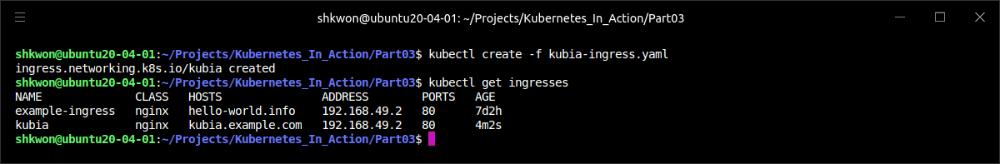 shkwon@ubuntu20-04-01: ~/Projects/Kubernetes_In_Action/Part03
shkwon@ubuntu20-04-01:~/Projects/Kubernetes_In_Action/Part03$ kubectl create -f kubia-ingress.yaml
ingress.networking.k8s.io/kubia created
shkwon@ubuntu20-04-01:~/Projects/Kubernetes_In_Action/Part03$ kubectl get ingresses
NAME              CLASS   HOSTS               ADDRESS        PORTS   AGE
example-ingress   nginx   hello-world.info    192.168.49.2   80      7d2h
kubia             nginx   kubia.example.com   192.168.49.2   80      4m2s
shkwon@ubuntu20-04-01:~/Projects/Kubernetes_In_Action/Part03$